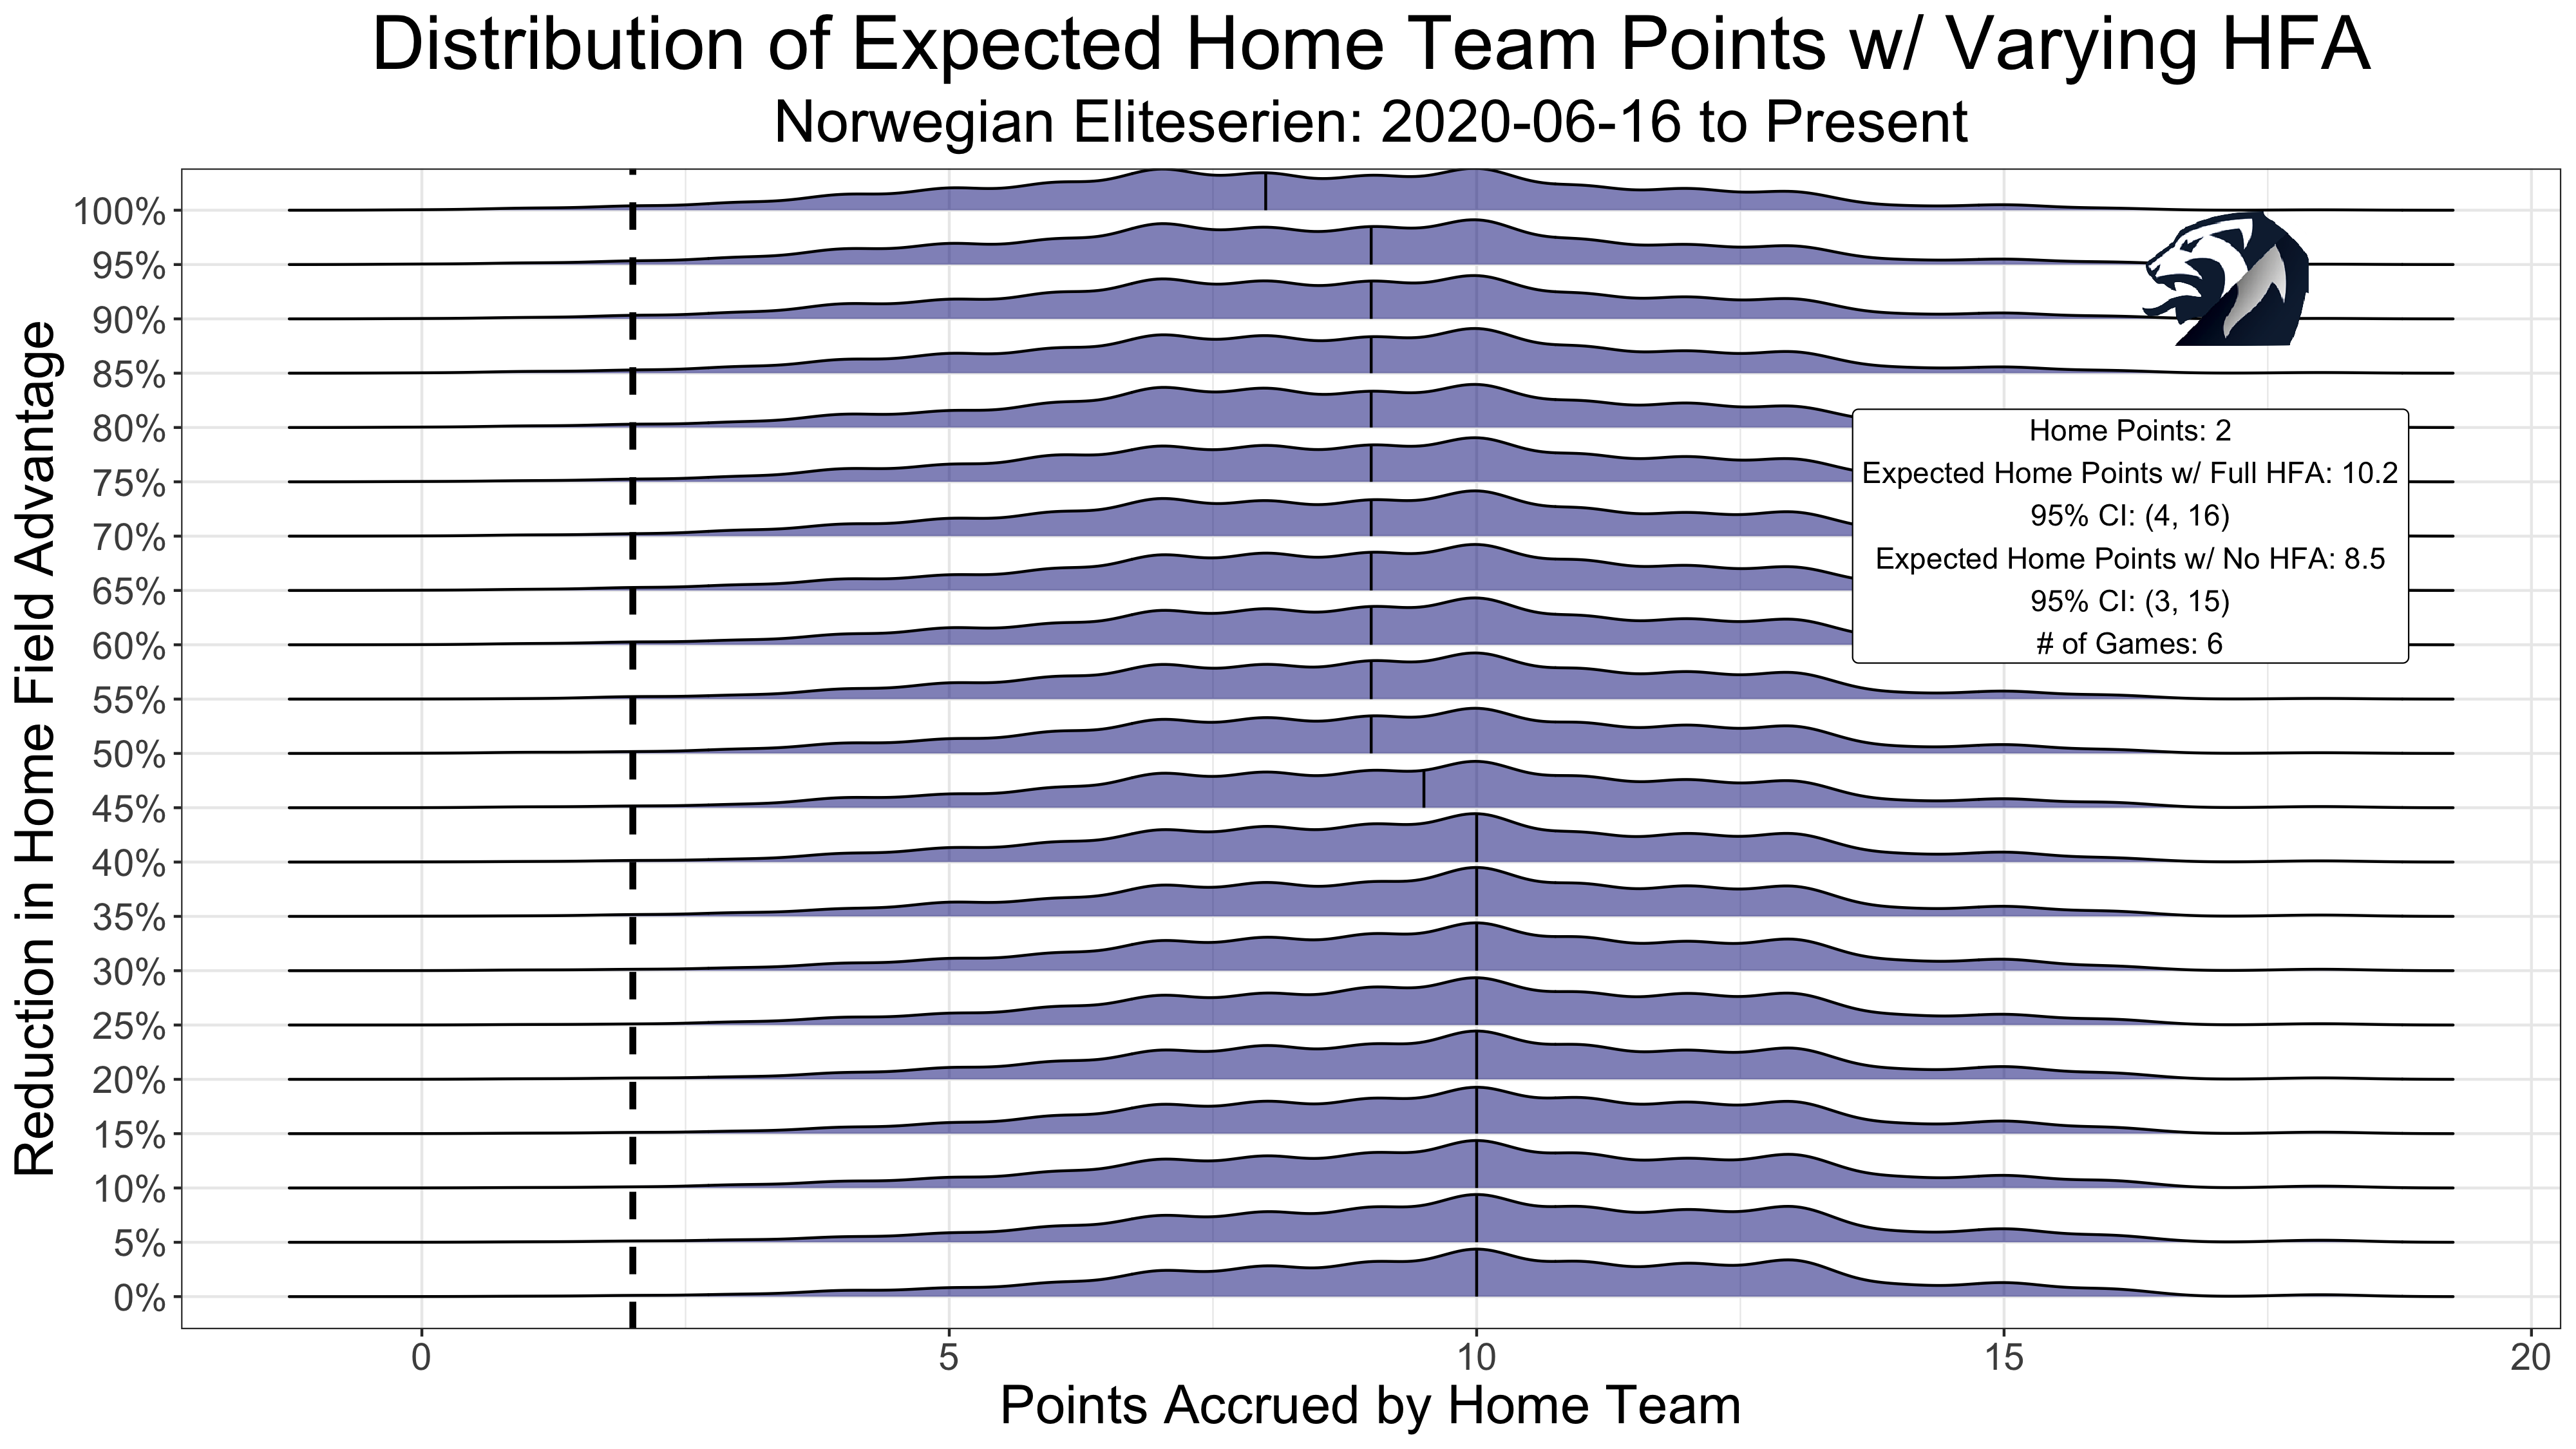 Distribution of Expected Home Team Points w/ Varying HFA
Norwegian Eliteserien: 2020-06-16 to Present
Reduction in Home Field Advantage
100%
95%
90%
85%
80%
75%
70%
65%
60%
55%
50%
45%
40%
35%
30%
25%
20%
15%
10%
5%
0%
Home Points: 2
Expected Home Points w/ Full HFA: 10.2
95% CI: (4, 16)
Expected Home Points w/ No HFA: 8.5
95% CI: (3, 15)
# of Games: 6
0 5 10 15 20
Points Accrued by Home Team